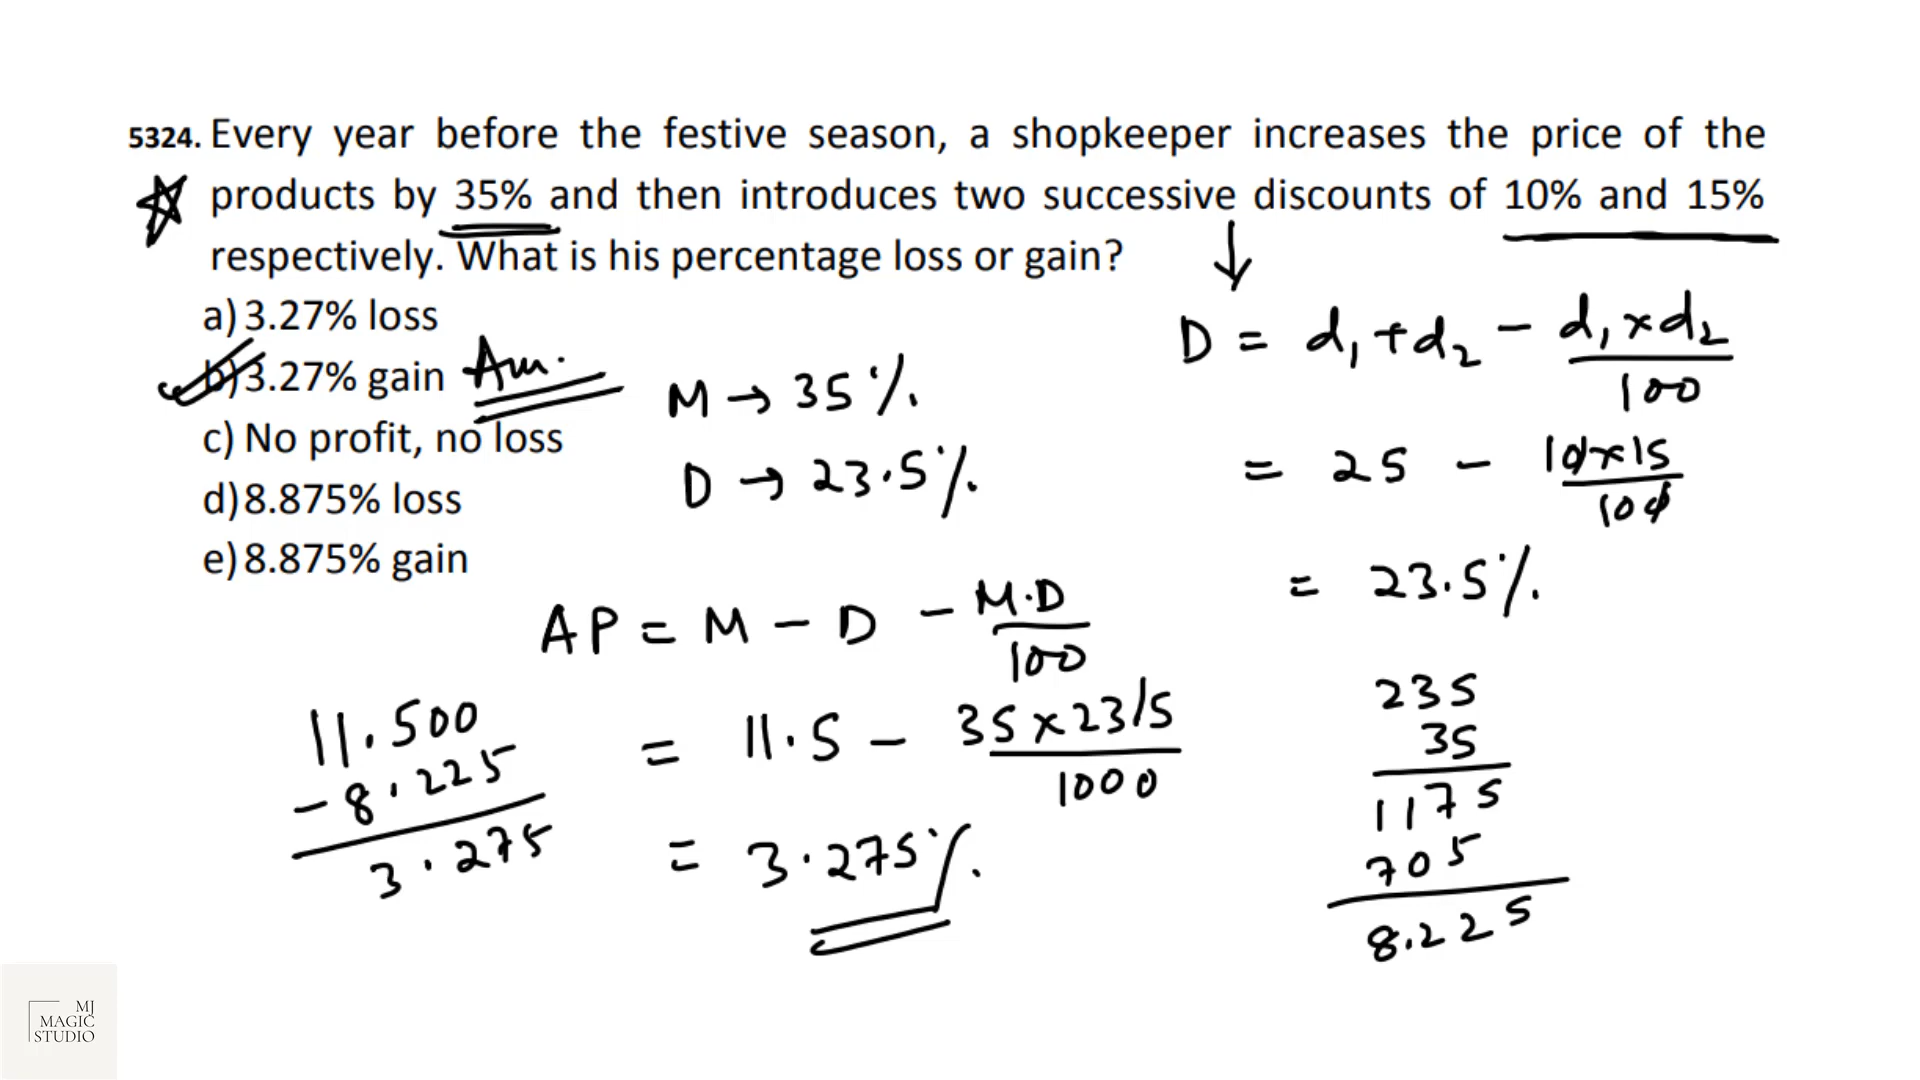 5324. Every year before the festive season, a shopkeeper increases the price of the
products by 35% and then introduces two successive discounts of 10% and 15%
respectively. What is his percentage loss or gain?
a) 3.27% loss
b) 3.27% gain Ans.
c) No profit, no loss
d) 8.875% loss
e) 8.875% gain
M → 35%.
D → 23.5%.
D = d₁ + d₂ - d₁ × d₂ / 100
= 25 - 10×15 / 100
= 23.5%.
AP = M - D - M.D / 100
= 11.5 - 35 × 23/5 / 1000
= 3.275%.
11.500
- 8.225
3.275
235
35
1175
705
8.225
MJ
MAGIC
STUDIO